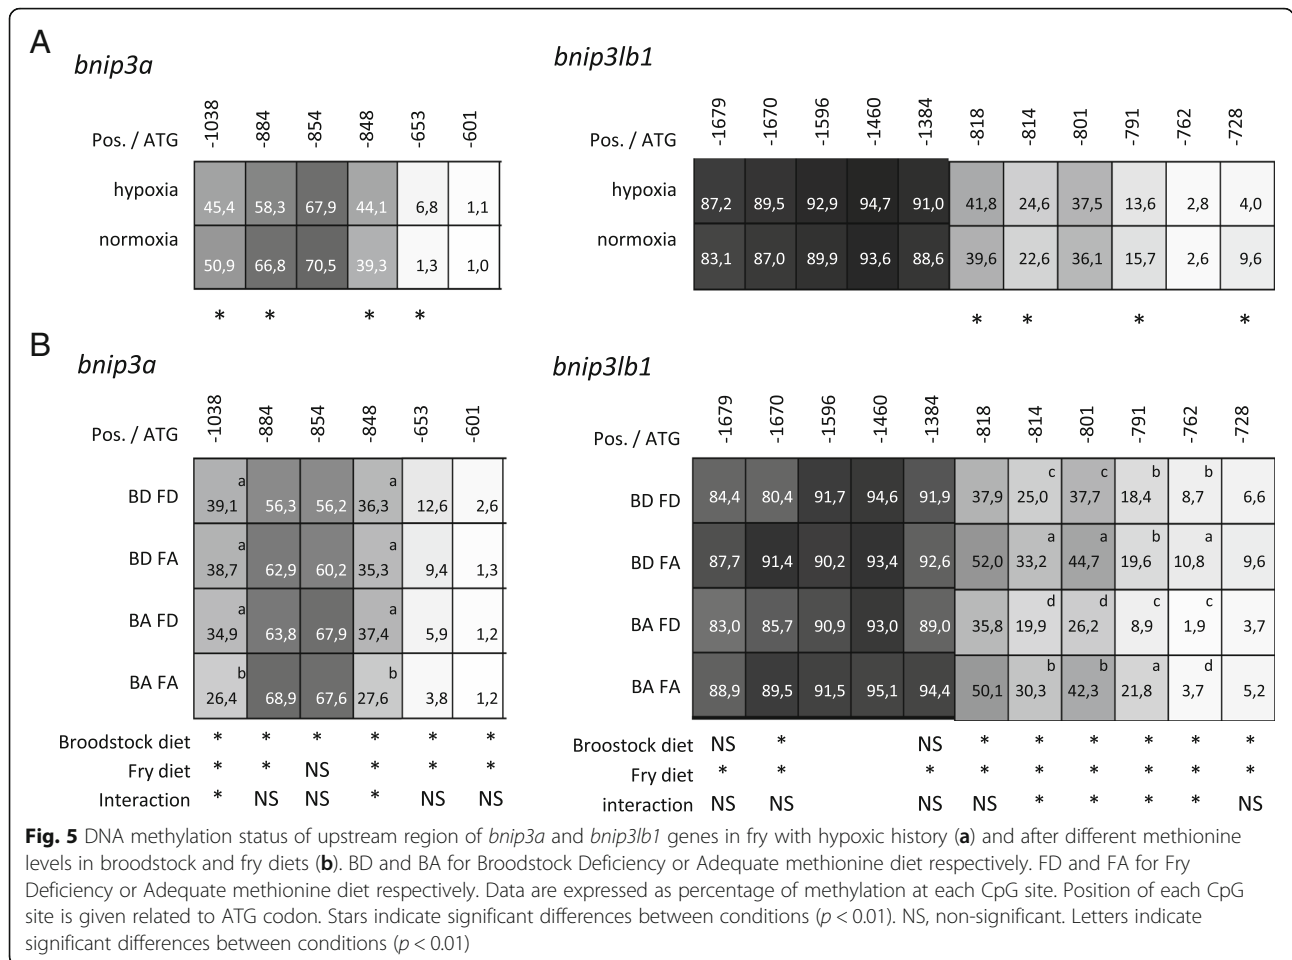 A
bnip3a
bnip3lb1
Pos. / ATG -1038 -884 -854 -848 -653 -601
Pos. / ATG -1679 -1670 -1596 -1460 -1384 -818 -814 -801 -791 -762 -728
hypoxia 45,4 58,3 67,9 44,1 6,8 1,1
normoxia 50,9 66,8 70,5 39,3 1,3 1,0
* * * *
hypoxia 87,2 89,5 92,9 94,7 91,0 41,8 24,6 37,5 13,6 2,8 4,0
normoxia 83,1 87,0 89,9 93,6 88,6 39,6 22,6 36,1 15,7 2,6 9,6
* * * *
B
bnip3a
Pos. / ATG -1038 -884 -854 -848 -653 -601
a a
BD FD 39,1 56,3 56,2 36,3 12,6 2,6
a a
BD FA 38,7 62,9 60,2 35,3 9,4 1,3
a a
BA FD 34,9 63,8 67,9 37,4 5,9 1,2
b b
BA FA 26,4 68,9 67,6 27,6 3,8 1,2
Broodstock diet * * * * * *
Fry diet * * NS * * *
Interaction * NS NS * NS NS
bnip3lb1
Pos. / ATG -1679 -1670 -1596 -1460 -1384 -818 -814 -801 -791 -762 -728
c c b b
BD FD 84,4 80,4 91,7 94,6 91,9 37,9 25,0 37,7 18,4 8,7 6,6
a a b a
BD FA 87,7 91,4 90,2 93,4 92,6 52,0 33,2 44,7 19,6 10,8 9,6
d d c c
BA FD 83,0 85,7 90,9 93,0 89,0 35,8 19,9 26,2 8,9 1,9 3,7
b b a d
BA FA 88,9 89,5 91,5 95,1 94,4 50,1 30,3 42,3 21,8 3,7 5,2
Broostock diet NS * NS * * * * * *
Fry diet * * * * * * * * *
interaction NS NS NS NS * * * * NS
Fig. 5 DNA methylation status of upstream region of bnip3a and bnip3lb1 genes in fry with hypoxic history (a) and after different methionine
levels in broodstock and fry diets (b). BD and BA for Broodstock Deficiency or Adequate methionine diet respectively. FD and FA for Fry
Deficiency or Adequate methionine diet respectively. Data are expressed as percentage of methylation at each CpG site. Position of each CpG
site is given related to ATG codon. Stars indicate significant differences between conditions (p < 0.01). NS, non-significant. Letters indicate
significant differences between conditions (p < 0.01)